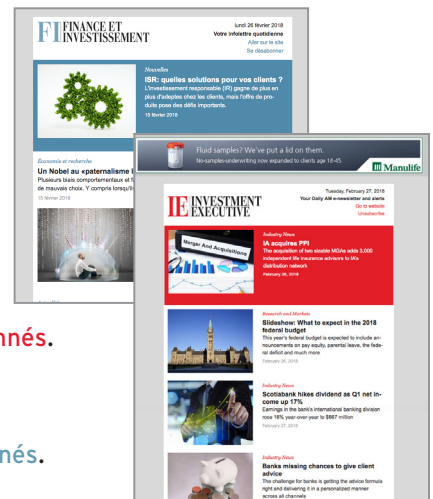 FI FINANCE ET
INVESTISSEMENT
lundi 26 février 2018
Votre infolettre quotidienne
Aller sur le site
Se désabonner
Nouvelles
ISR: quelles solutions pour vos clients ?
L'investissement responsable (IR) gagne de plus en
plus d'adeptes chez les clients, mais l'offre de pro-
duits pose des défis importants.
15 février 2018
Économie et recherche
Un Nobel au «paternalisme
Plusieurs biais comportementaux et
de mauvais choix. Y compris lorsqu'il
15 février 2018
Fluid samples? We've put a lid on them.
No-samples-underwriting now expanded to clients age 18-45.
Manulife
IE INVESTMENT
EXECUTIVE
Tuesday, February 27, 2018
Your Daily AM e-newsletter and alerts
Go to website
Unsubscribe
Merger And Acquisitions
Industry News
IA acquires PPI
The acquisition of two sizable MGAs adds 3,000
independent life insurance advisors to IA's
distribution network
February 26, 2018
Research and Markets
Slideshow: What to expect in the 2018
federal budget
This year's federal budget is expected to include an-
nouncements on pay equity, parental leave, the fede-
ral deficit and much more
February 26, 2018
Industry News
Scotiabank hikes dividend as Q1 net in-
come up 17%
Earnings in the bank's international banking division
rose 16% year-over-year to $667 million
February 27, 2018
Industry News
Banks missing chances to give client
advice
The challenge for banks is getting the advice formula
right and delivering it in a personalized manner
across all channels
nnés.
nés.